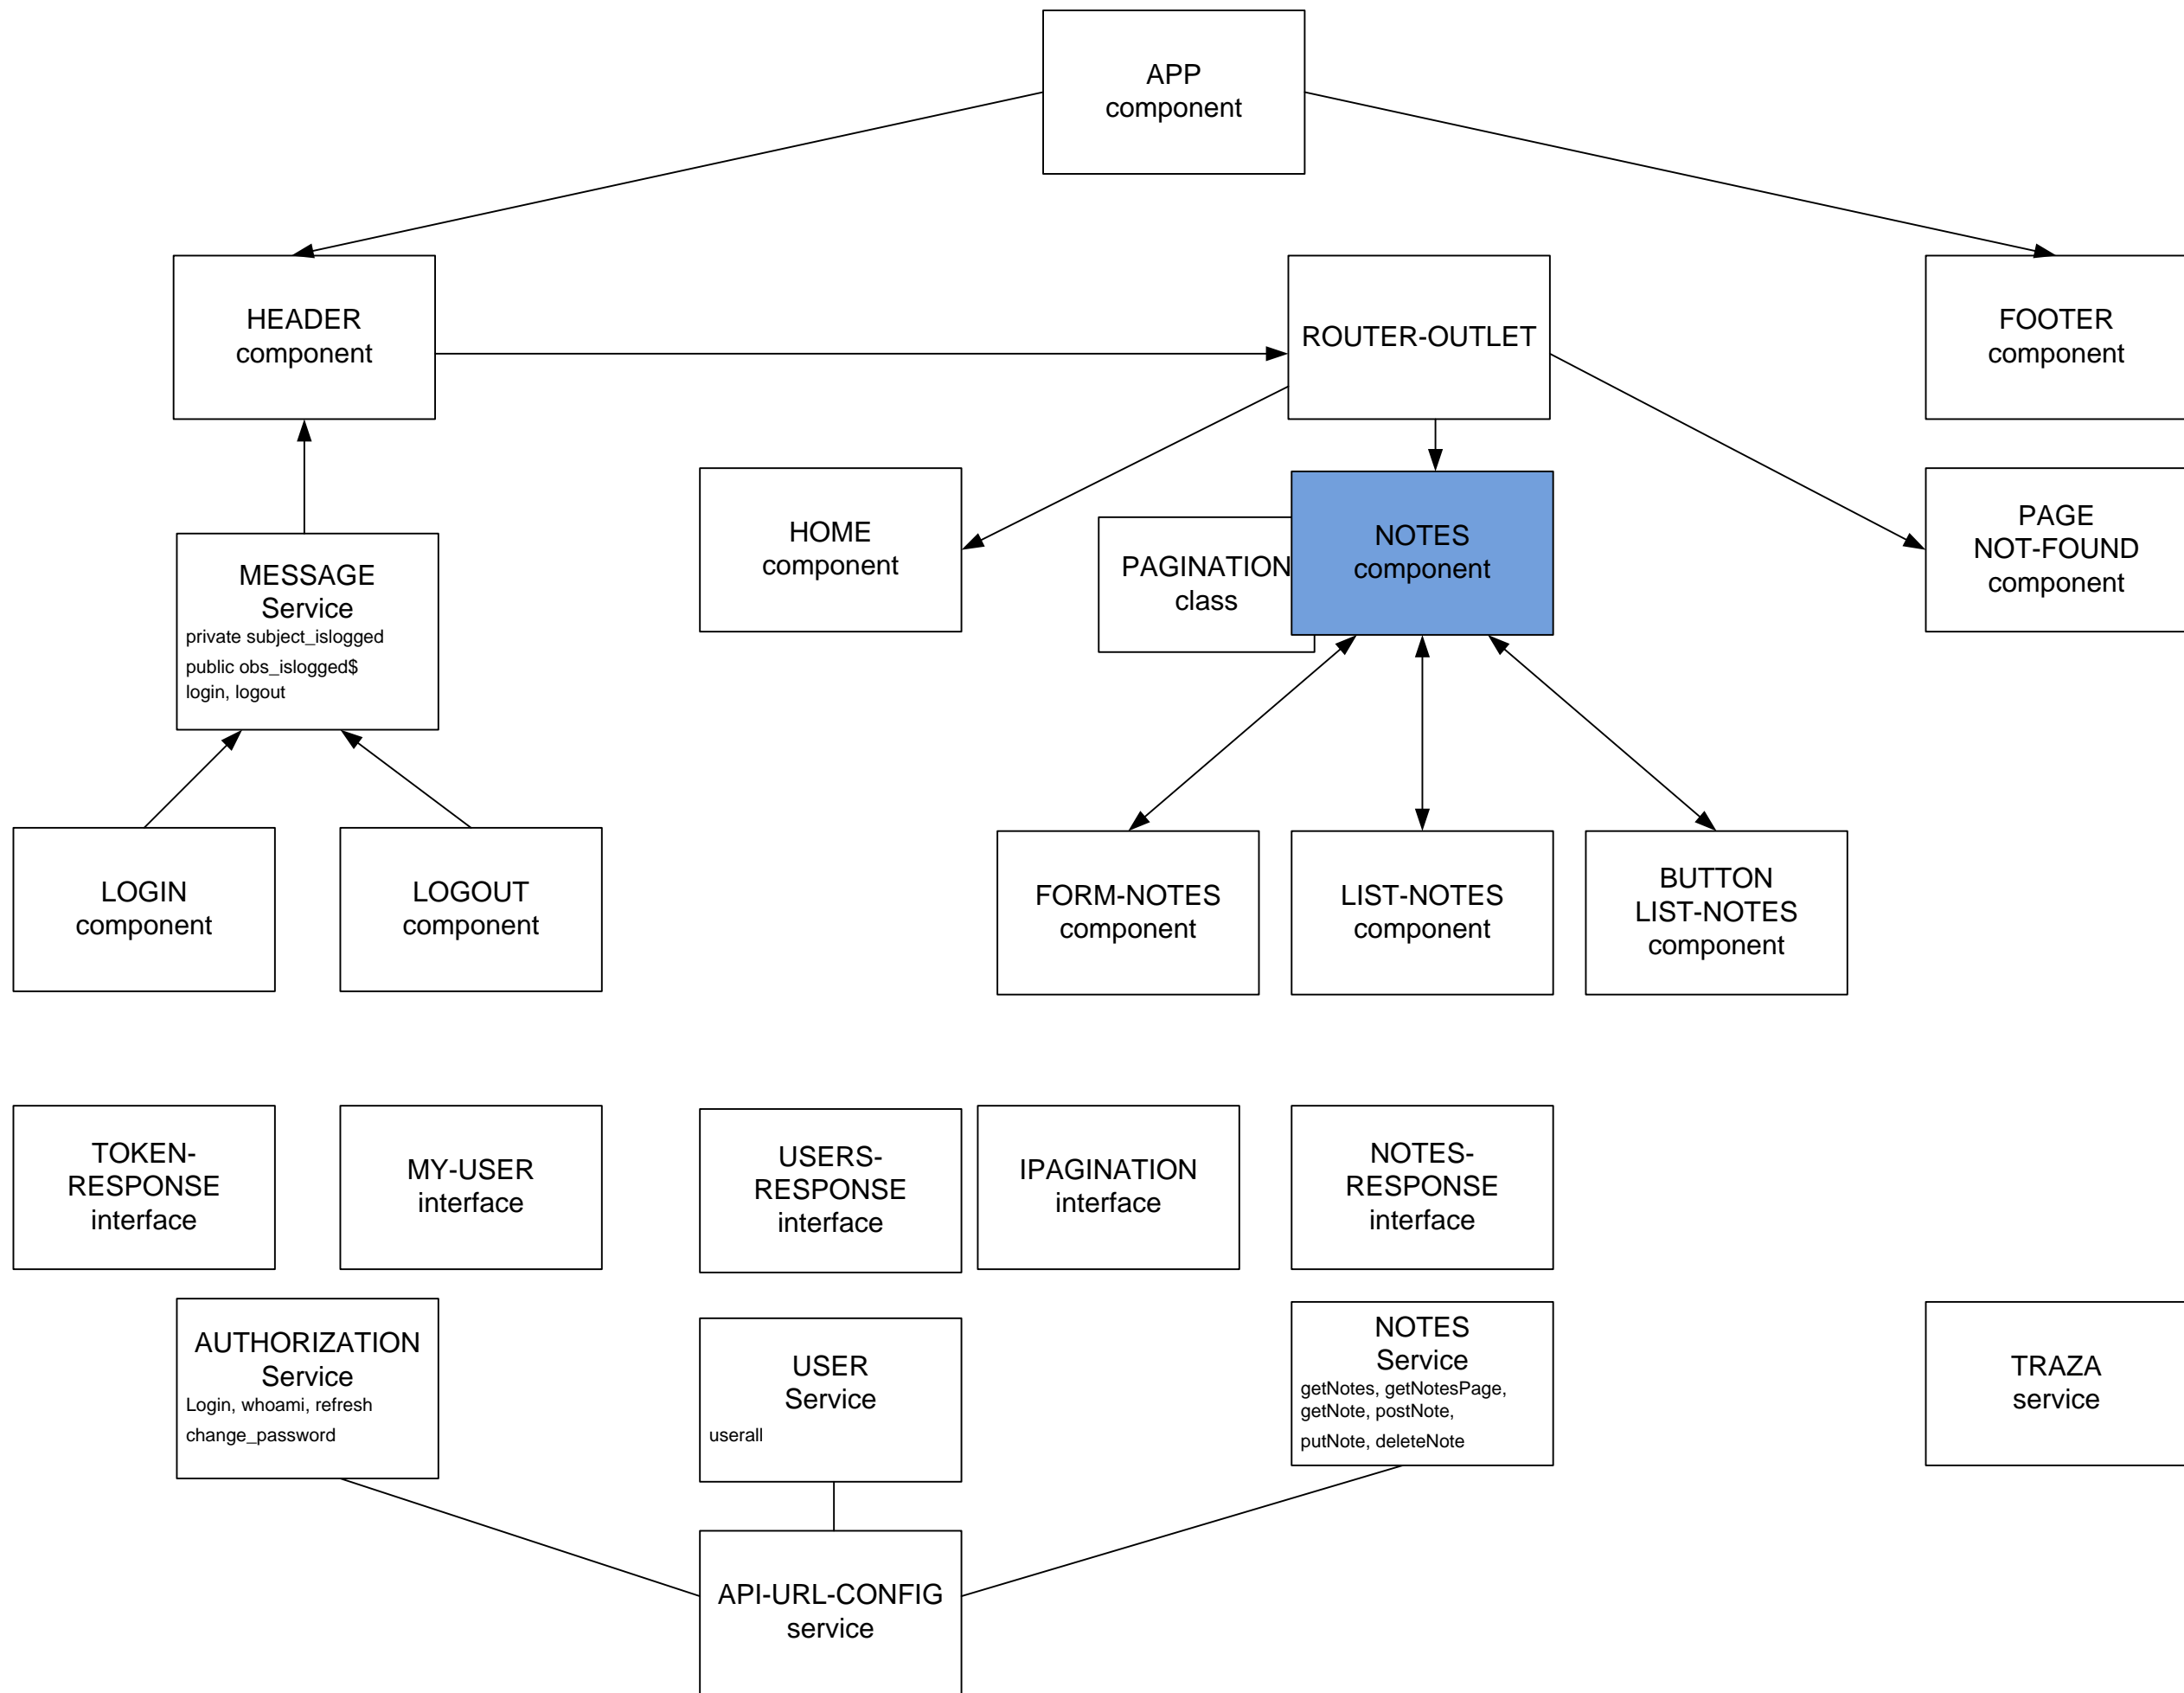 APP
component
HEADER
component
ROUTER-OUTLET
FOOTER
component
HOME
component
PAGINATION
class
NOTES
component
PAGE
NOT-FOUND
component
MESSAGE
Service
private subject_islogged
public obs_islogged$
login, logout
LOGIN
component
LOGOUT
component
FORM-NOTES
component
LIST-NOTES
component
BUTTON
LIST-NOTES
component
TOKEN-
RESPONSE
interface
MY-USER
interface
USERS-
RESPONSE
interface
IPAGINATION
interface
NOTES-
RESPONSE
interface
AUTHORIZATION
Service
Login, whoami, refresh
change_password
USER
Service
userall
NOTES
Service
getNotes, getNotesPage,
getNote, postNote,
putNote, deleteNote
TRAZA
service
API-URL-CONFIG
service